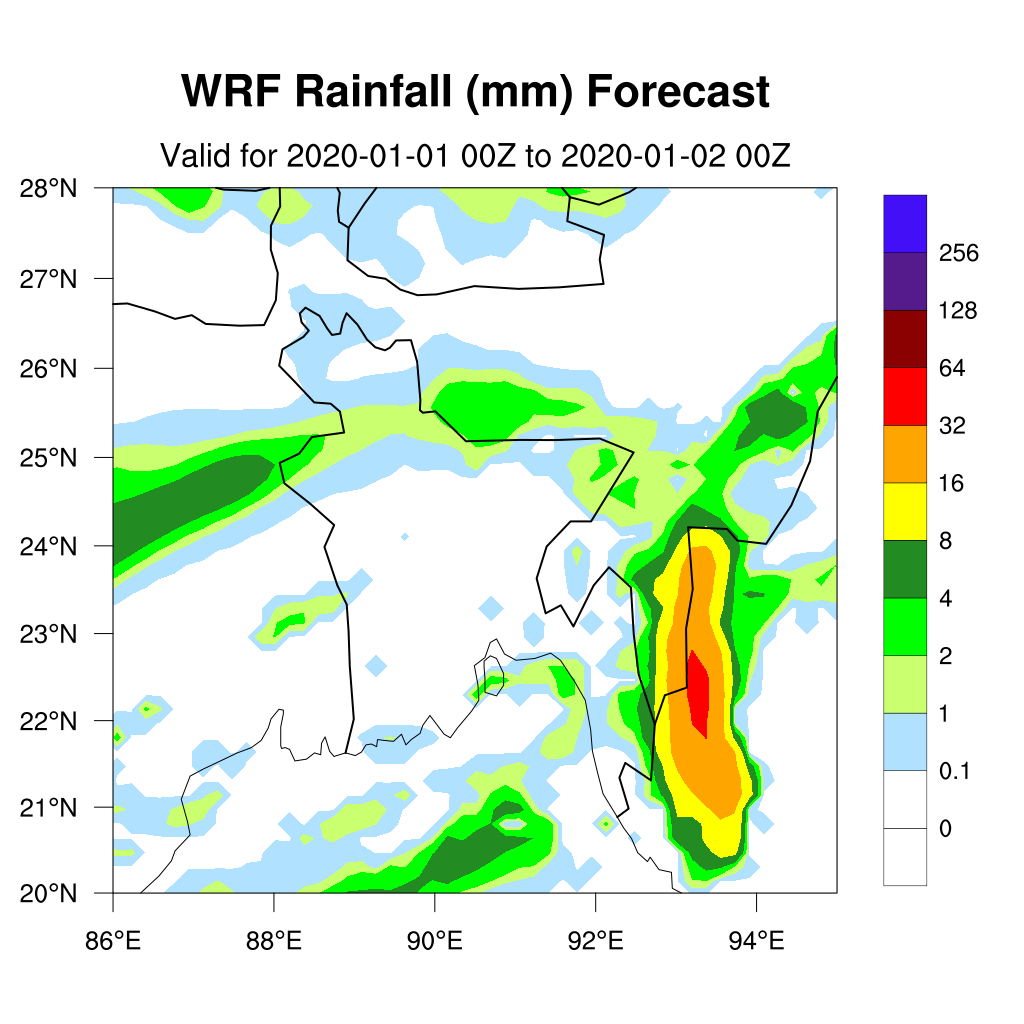 WRF Rainfall (mm) Forecast
Valid for 2020-01-01 00Z to 2020-01-02 00Z
28°N
27°N
26°N
25°N
24°N
23°N
22°N
21°N
20°N
86°E 88°E 90°E 92°E 94°E
256
128
64
32
16
8
4
2
1
0.1
0